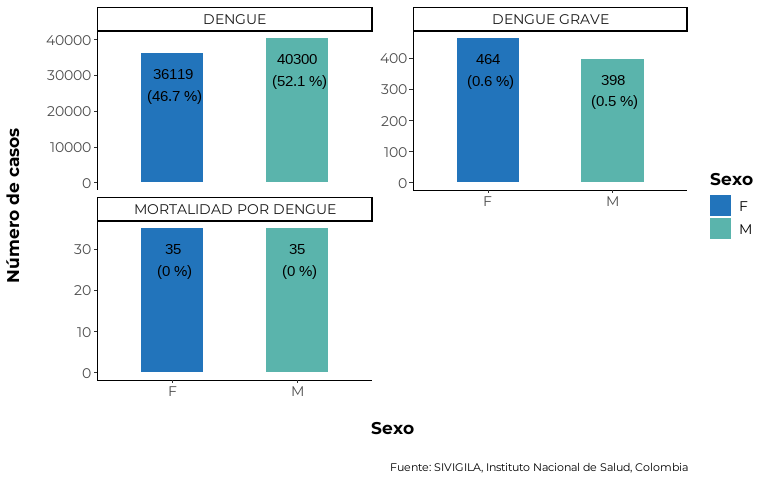 DENGUE
DENGUE GRAVE
40000
30000
20000
10000
0
36119
(46.7 %)
40300
(52.1 %)
400
300
200
100
0
464
(0.6 %)
398
(0.5 %)
F
M
MORTALIDAD POR DENGUE
30
20
10
0
35
(0 %)
35
(0 %)
F
M
Número de casos
Sexo
Sexo
F
M
Fuente: SIVIGILA, Instituto Nacional de Salud, Colombia